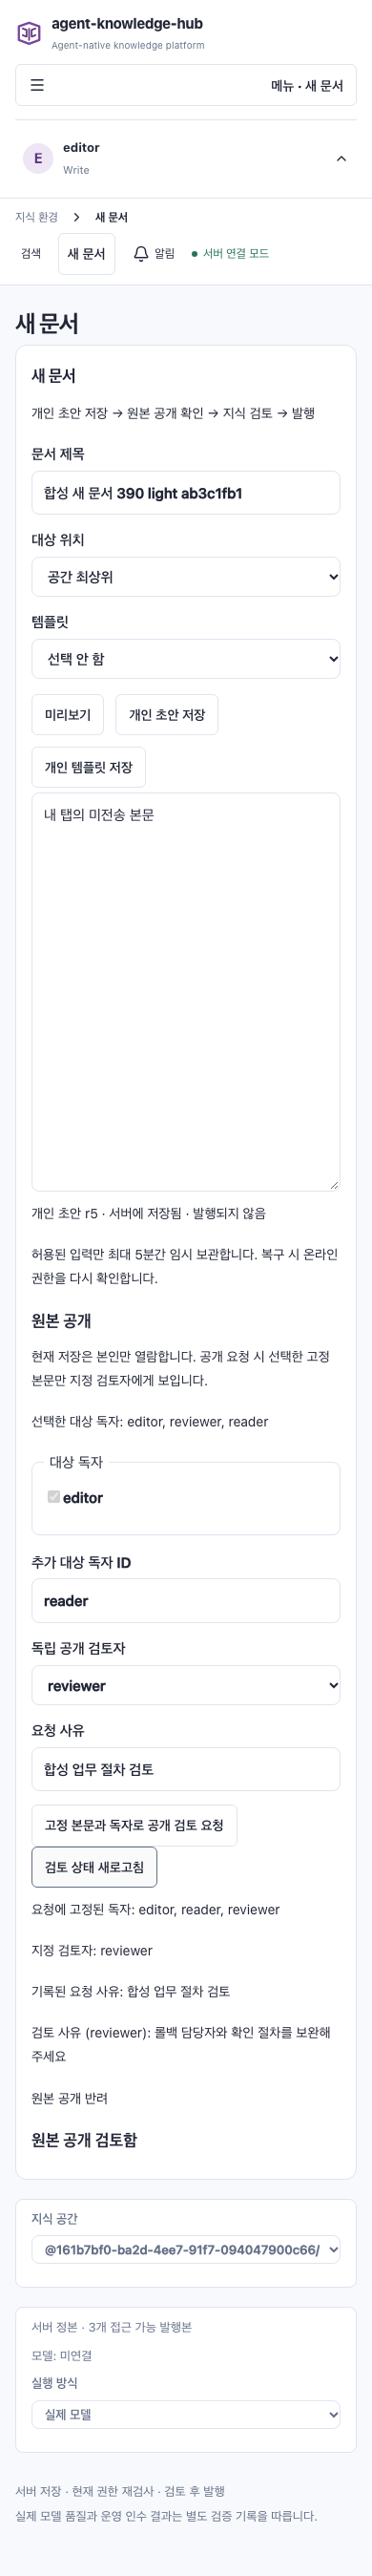 agent-knowledge-hub
Agent-native knowledge platform
메뉴 · 새 문서
E
editor
Write
지식 환경 > 새 문서
검색 새 문서 알림 서버 연결 모드
새 문서
새 문서
개인 초안 저장 → 원본 공개 확인 → 지식 검토 → 발행
문서 제목
합성 새 문서 390 light ab3c1fb1
대상 위치
공간 최상위
템플릿
선택 안 함
미리보기 개인 초안 저장
개인 템플릿 저장
내 탭의 미전송 본문
개인 초안 r5 · 서버에 저장됨 · 발행되지 않음
허용된 입력만 최대 5분간 임시 보관합니다. 복구 시 온라인
권한을 다시 확인합니다.
원본 공개
현재 저장은 본인만 열람합니다. 공개 요청 시 선택한 고정
본문만 지정 검토자에게 보입니다.
선택한 대상 독자: editor, reviewer, reader
대상 독자
editor
추가 대상 독자 ID
reader
독립 공개 검토자
reviewer
요청 사유
합성 업무 절차 검토
고정 본문과 독자로 공개 검토 요청
검토 상태 새로고침
요청에 고정된 독자: editor, reader, reviewer
지정 검토자: reviewer
기록된 요청 사유: 합성 업무 절차 검토
검토 사유 (reviewer): 롤백 담당자와 확인 절차를 보완해
주세요
원본 공개 반려
원본 공개 검토함
지식 공간
@161b7bf0-ba2d-4ee7-91f7-094047900c66/
서버 정본 · 3개 접근 가능 발행본
모델: 미연결
실행 방식
실제 모델
서버 저장 · 현재 권한 재검사 · 검토 후 발행
실제 모델 품질과 운영 인수 결과는 별도 검증 기록을 따릅니다.